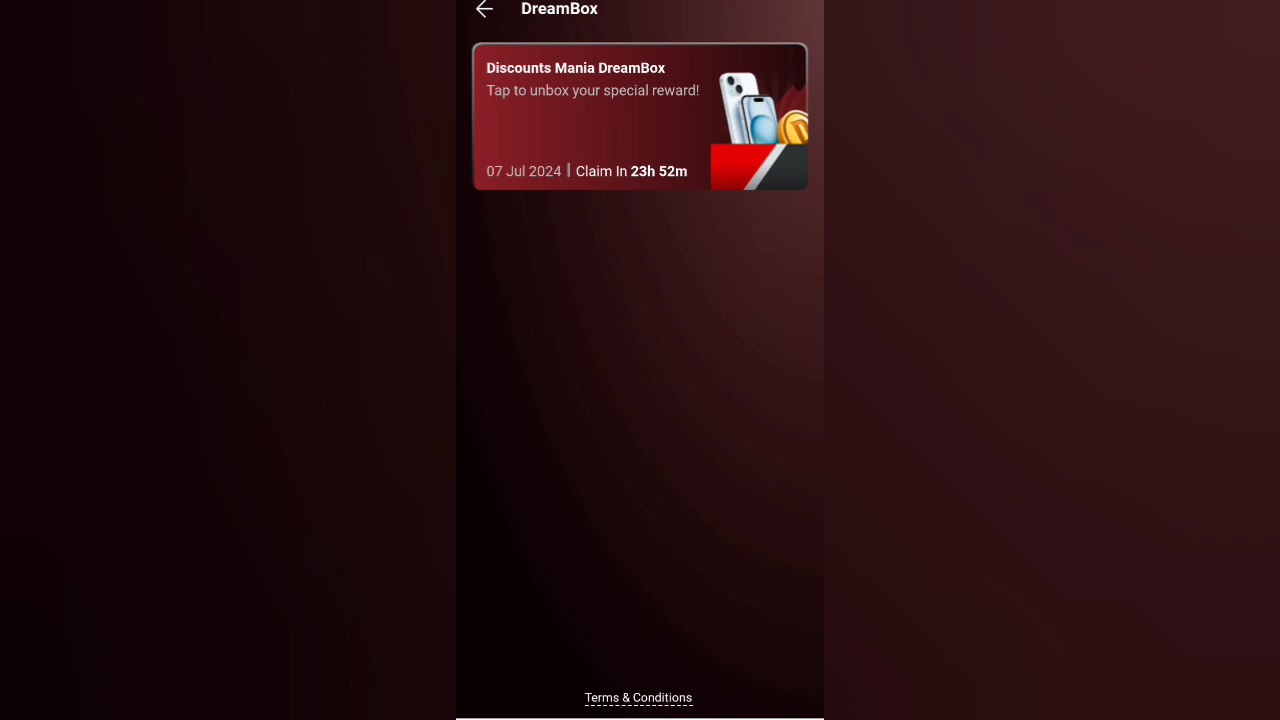 DreamBox
Discounts Mania DreamBox
Tap to unbox your special reward!
07 Jul 2024 | Claim In 23h 52m
Terms & Conditions